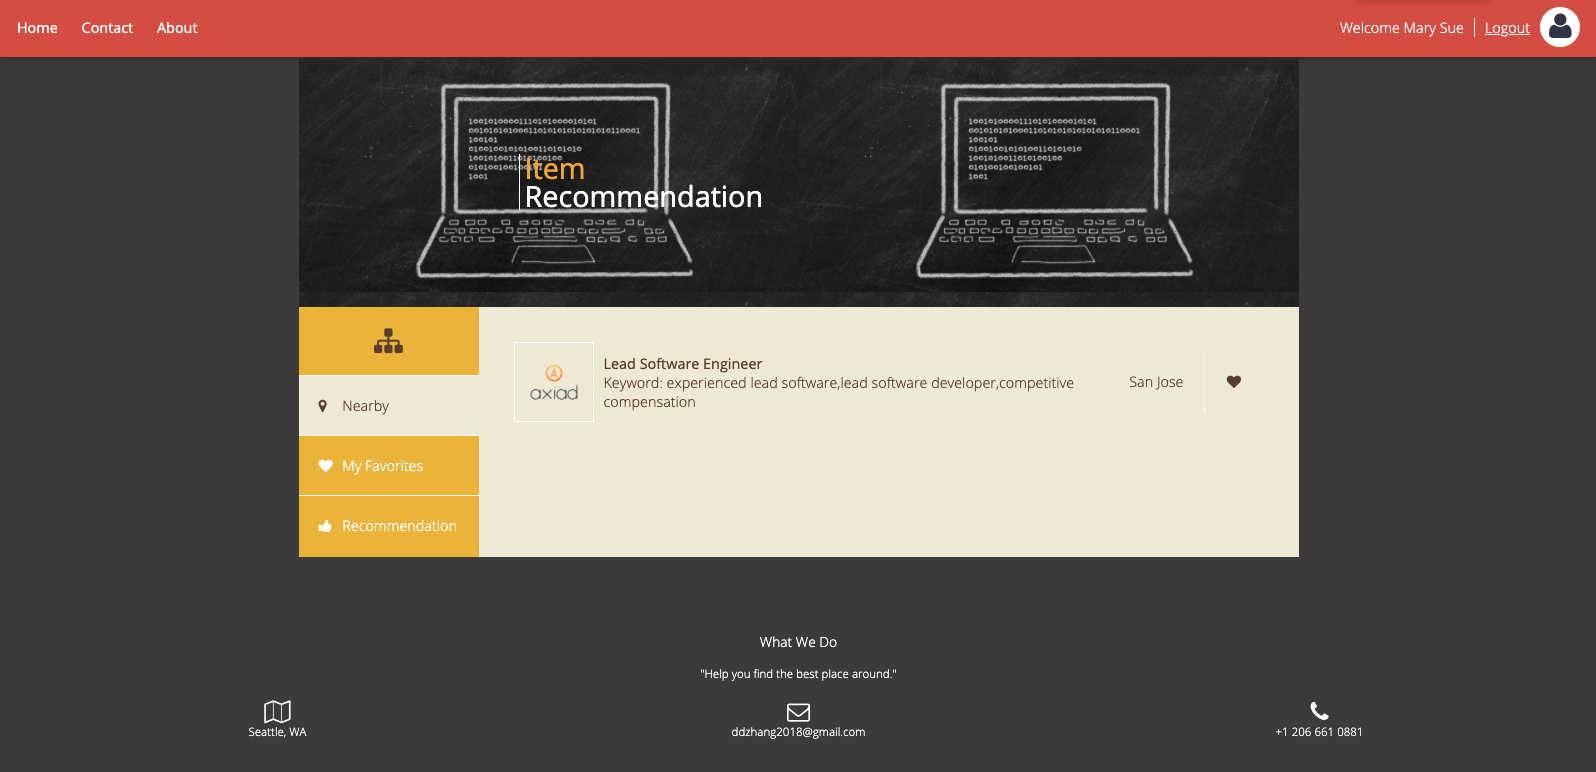 Home Contact About
Welcome Mary Sue Logout
Item
Recommendation
axiad
Lead Software Engineer
Keyword: experienced lead software,lead software developer,competitive
compensation
San Jose
Nearby
My Favorites
Recommendation
What We Do
"Help you find the best place around."
Seattle, WA
ddzhang2018@gmail.com
+1 206 661 0881